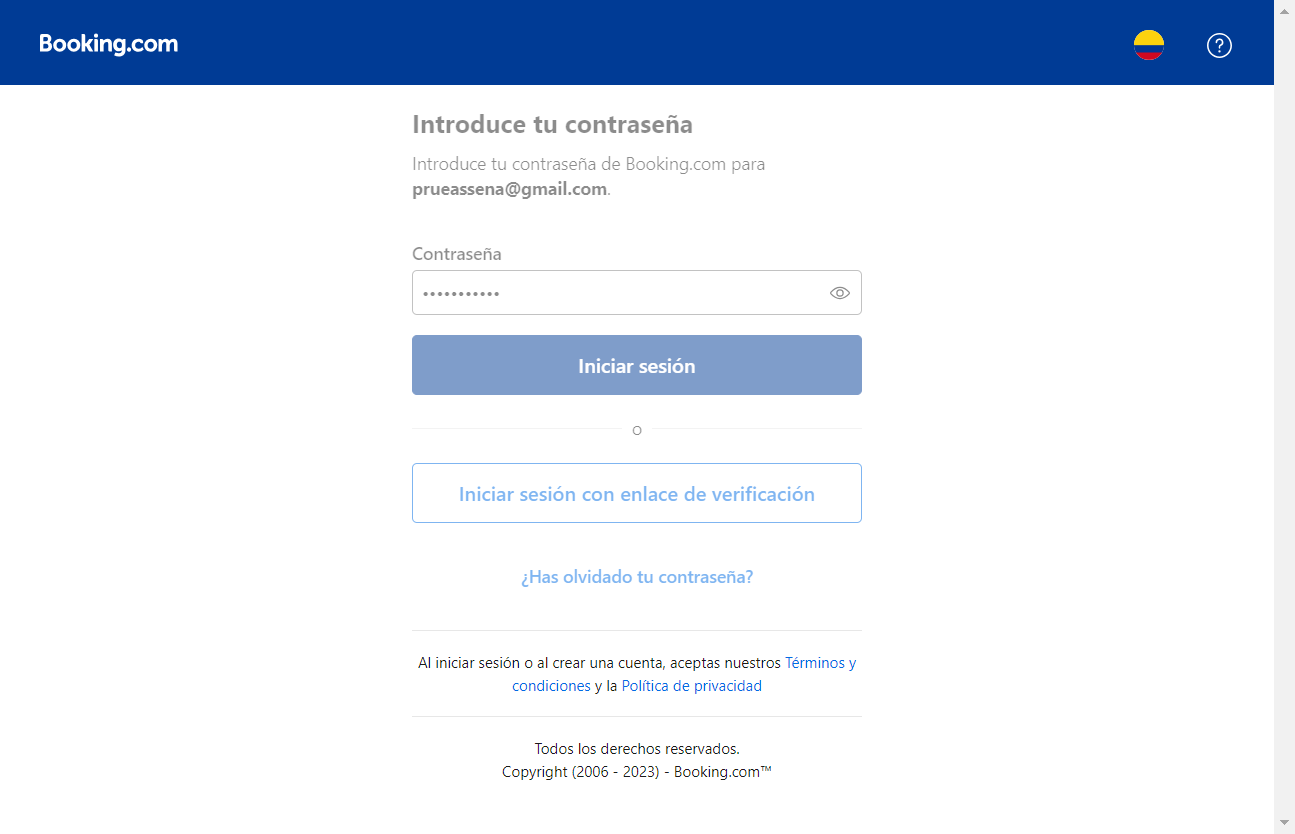 Booking.com
Introduce tu contraseña
Introduce tu contraseña de Booking.com para
prueassena@gmail.com.
Contraseña
•••••••••••
Iniciar sesión
o
Iniciar sesión con enlace de verificación
¿Has olvidado tu contraseña?
Al iniciar sesión o al crear una cuenta, aceptas nuestros Términos y
condiciones y la Política de privacidad
Todos los derechos reservados.
Copyright (2006 - 2023) - Booking.com™